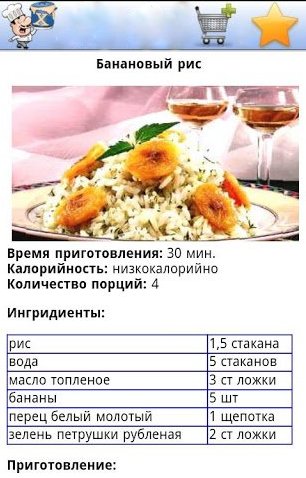 Банановый рис
Время приготовления: 30 мин.
Калорийность: низкокалорийно
Количество порций: 4
Ингридиенты:
рис 1,5 стакана
вода 5 стаканов
масло топленое 3 ст ложки
бананы 5 шт
перец белый молотый 1 щепотка
зелень петрушки рубленая 2 ст ложки
Приготовление: